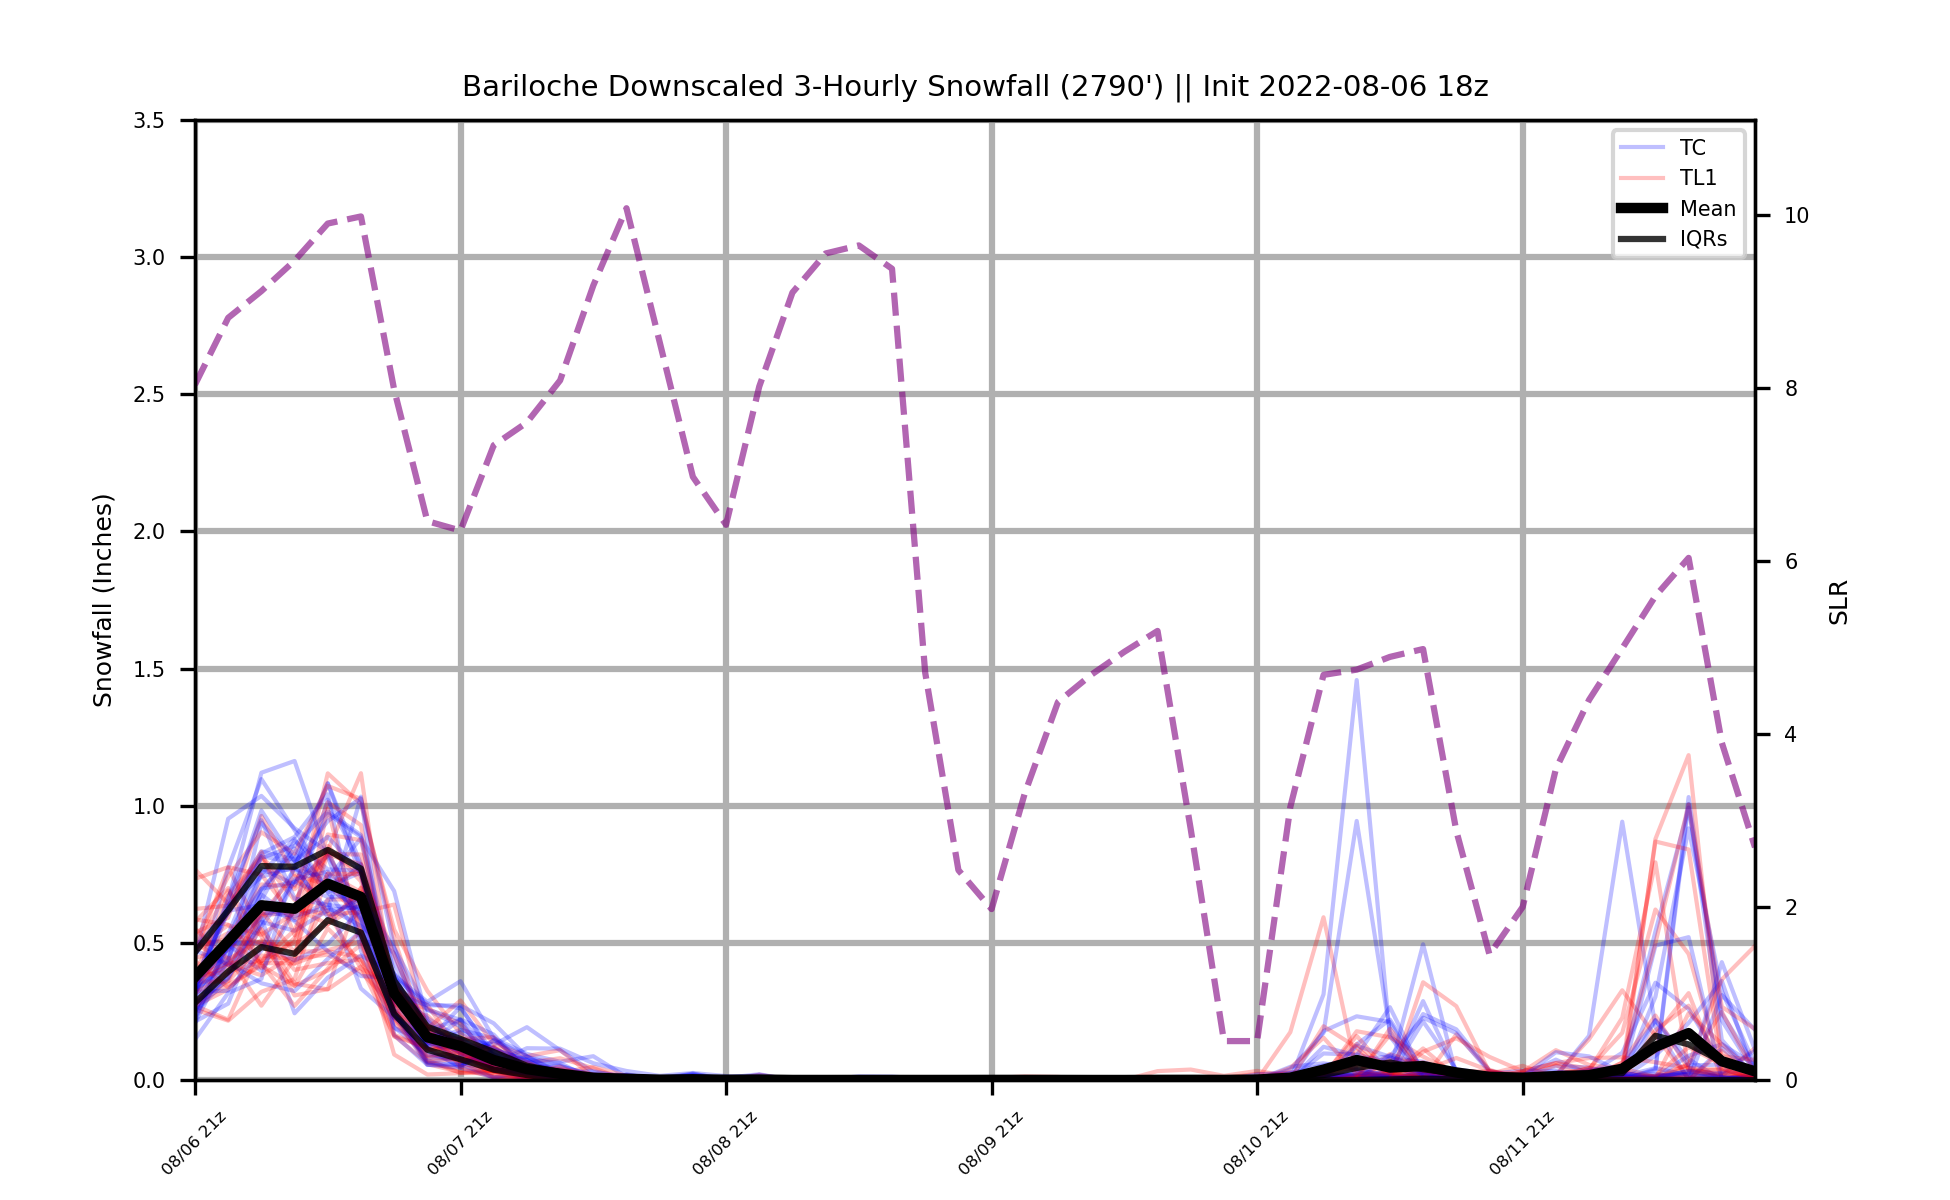 Bariloche Downscaled 3-Hourly Snowfall (2790') || Init 2022-08-06 18z
TC
TL1
Mean
IQRs
Snowfall (Inches)
3.5
3.0
2.5
2.0
1.5
1.0
0.5
0.0
10
8
6
4
2
0
SLR
08/06 21z
08/07 21z
08/08 21z
08/09 21z
08/10 21z
08/11 21z